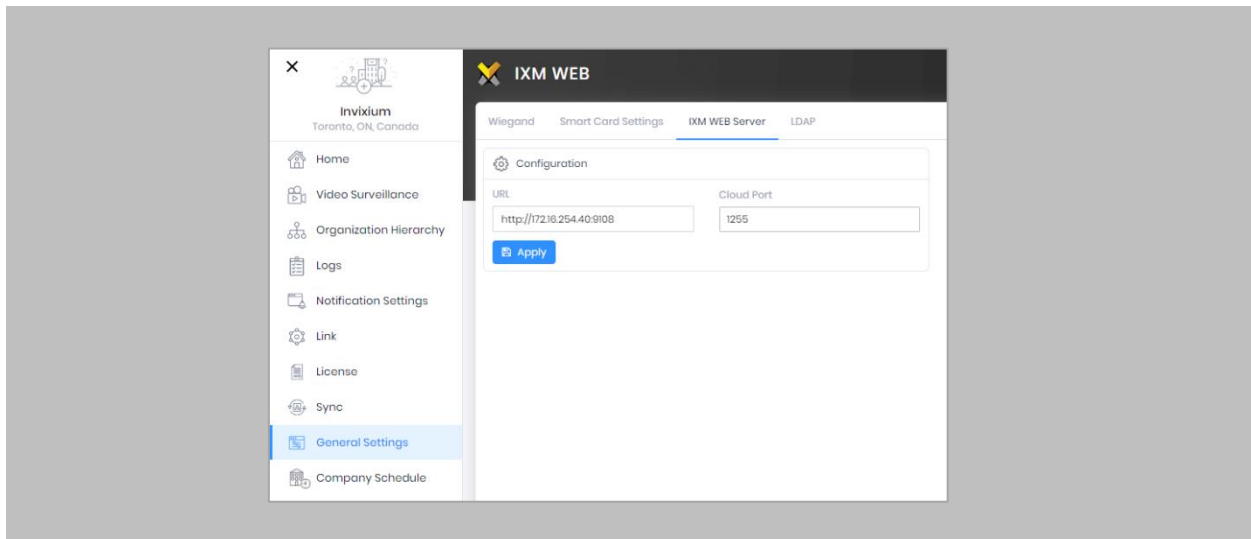 Invixium
Toronto, ON, Canada
Home
Video Surveillance
Organization Hierarchy
Logs
Notification Settings
Link
License
Sync
General Settings
Company Schedule
IXM WEB
Wiegand Smart Card Settings IXM WEB Server LDAP
Configuration
URL Cloud Port
http://172.16.254.40:9108 1255
Apply